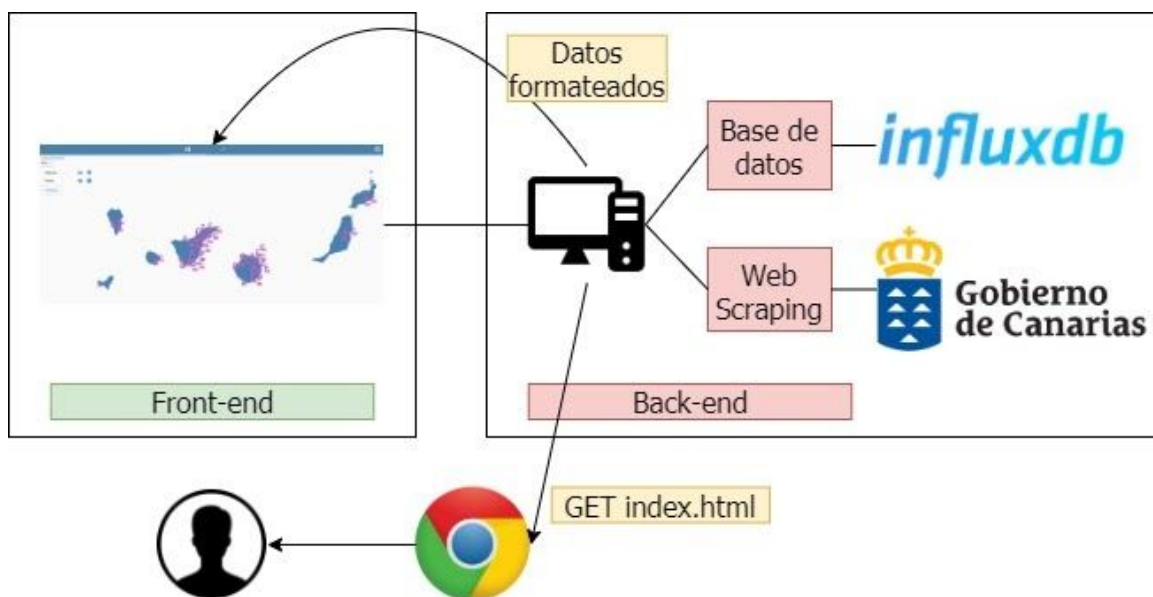 Datos
formateados
Base de
datos
influxdb
Web
Scraping
Gobierno
de Canarias
Front-end
Back-end
GET index.html